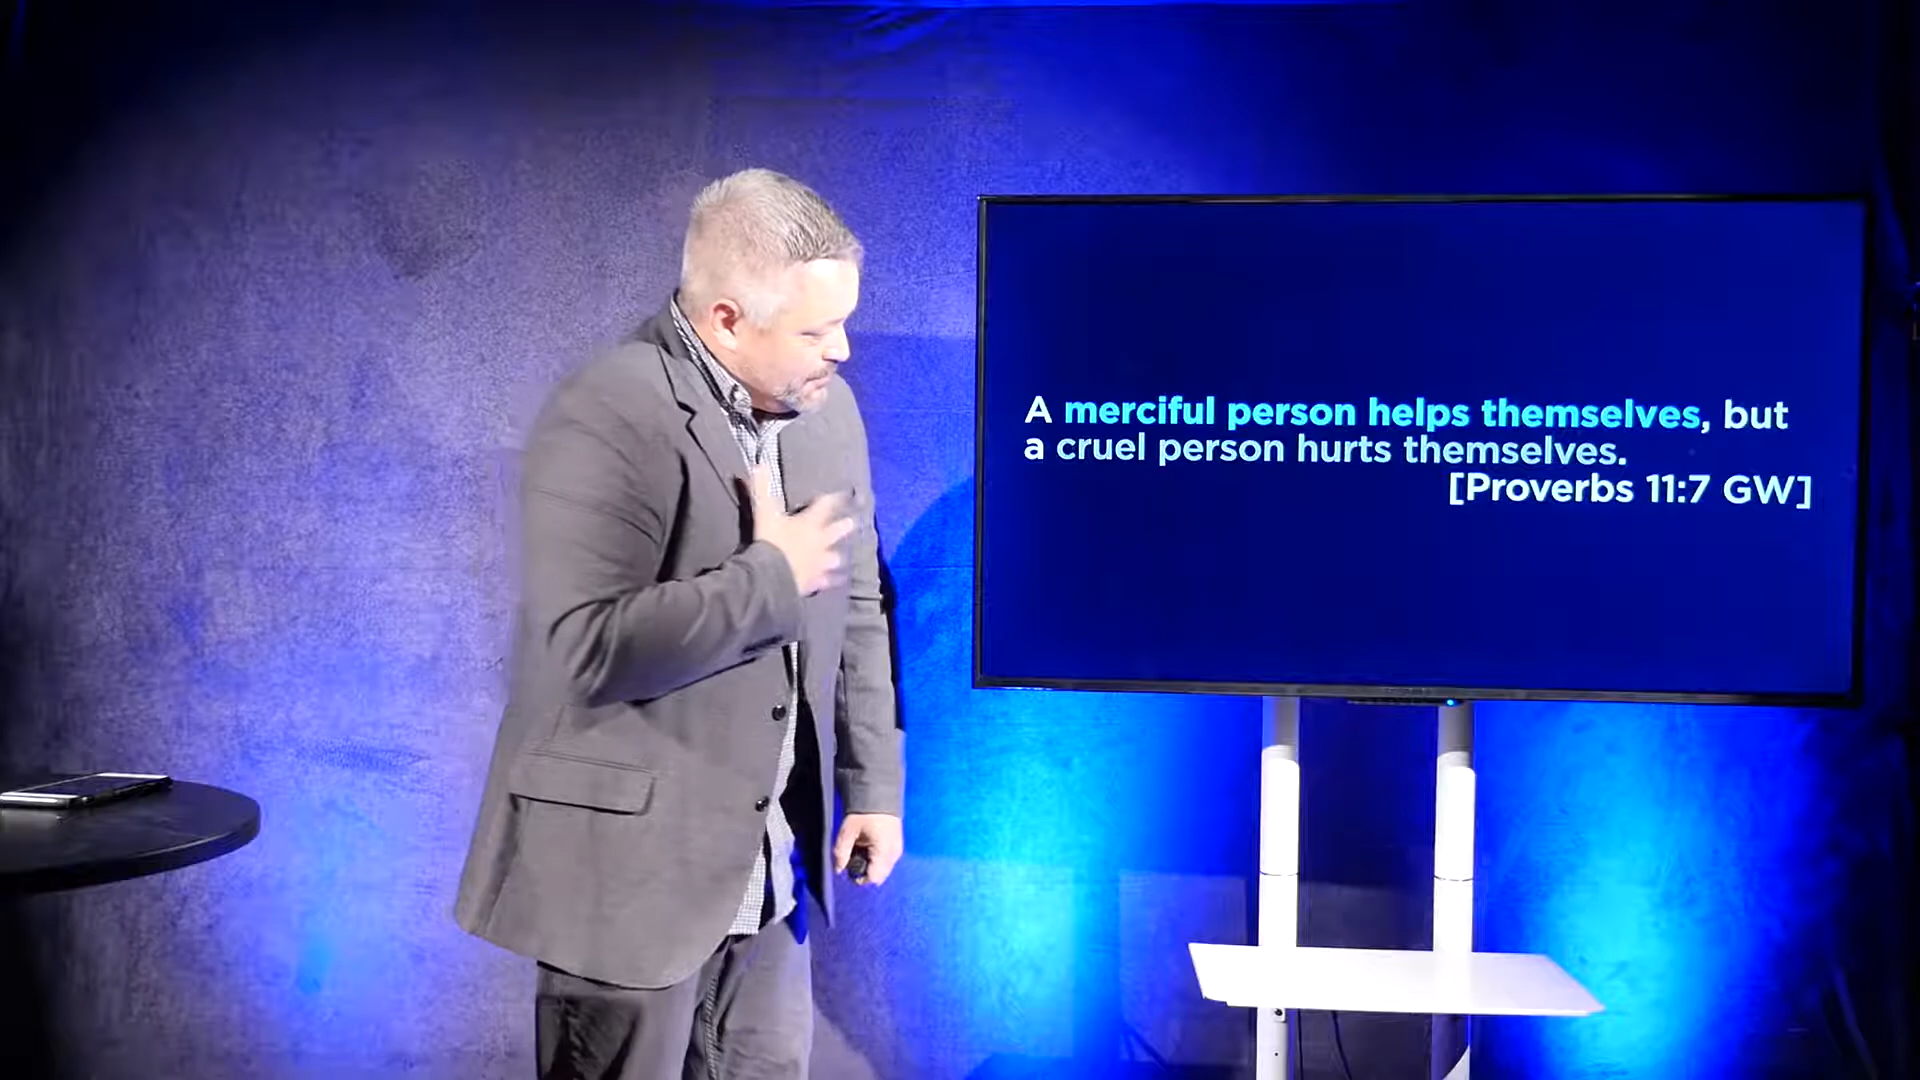 A merciful person helps themselves, but
a cruel person hurts themselves.
[Proverbs 11:7 GW]